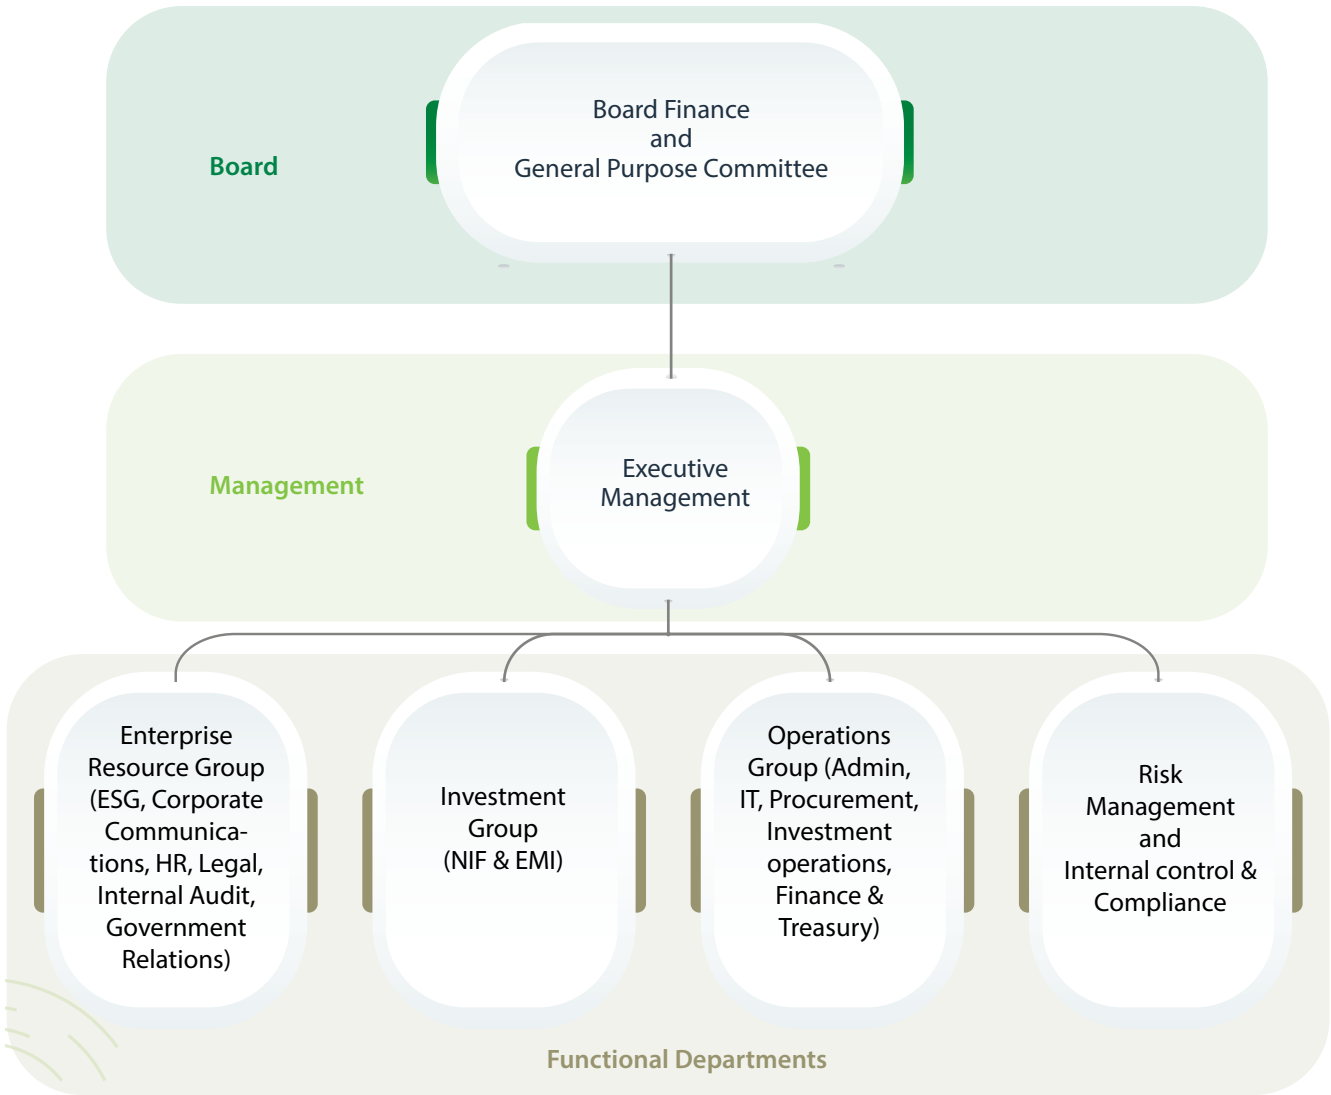 Board Finance
and
General Purpose Committee
Board
Executive
Management
Management
Enterprise
Resource Group
(ESG, Corporate
Communica-
tions, HR, Legal,
Internal Audit,
Government
Relations)
Investment
Group
(NIF & EMI)
Operations
Group (Admin,
IT, Procurement,
Investment
operations,
Finance &
Treasury)
Risk
Management
and
Internal control &
Compliance
Functional Departments